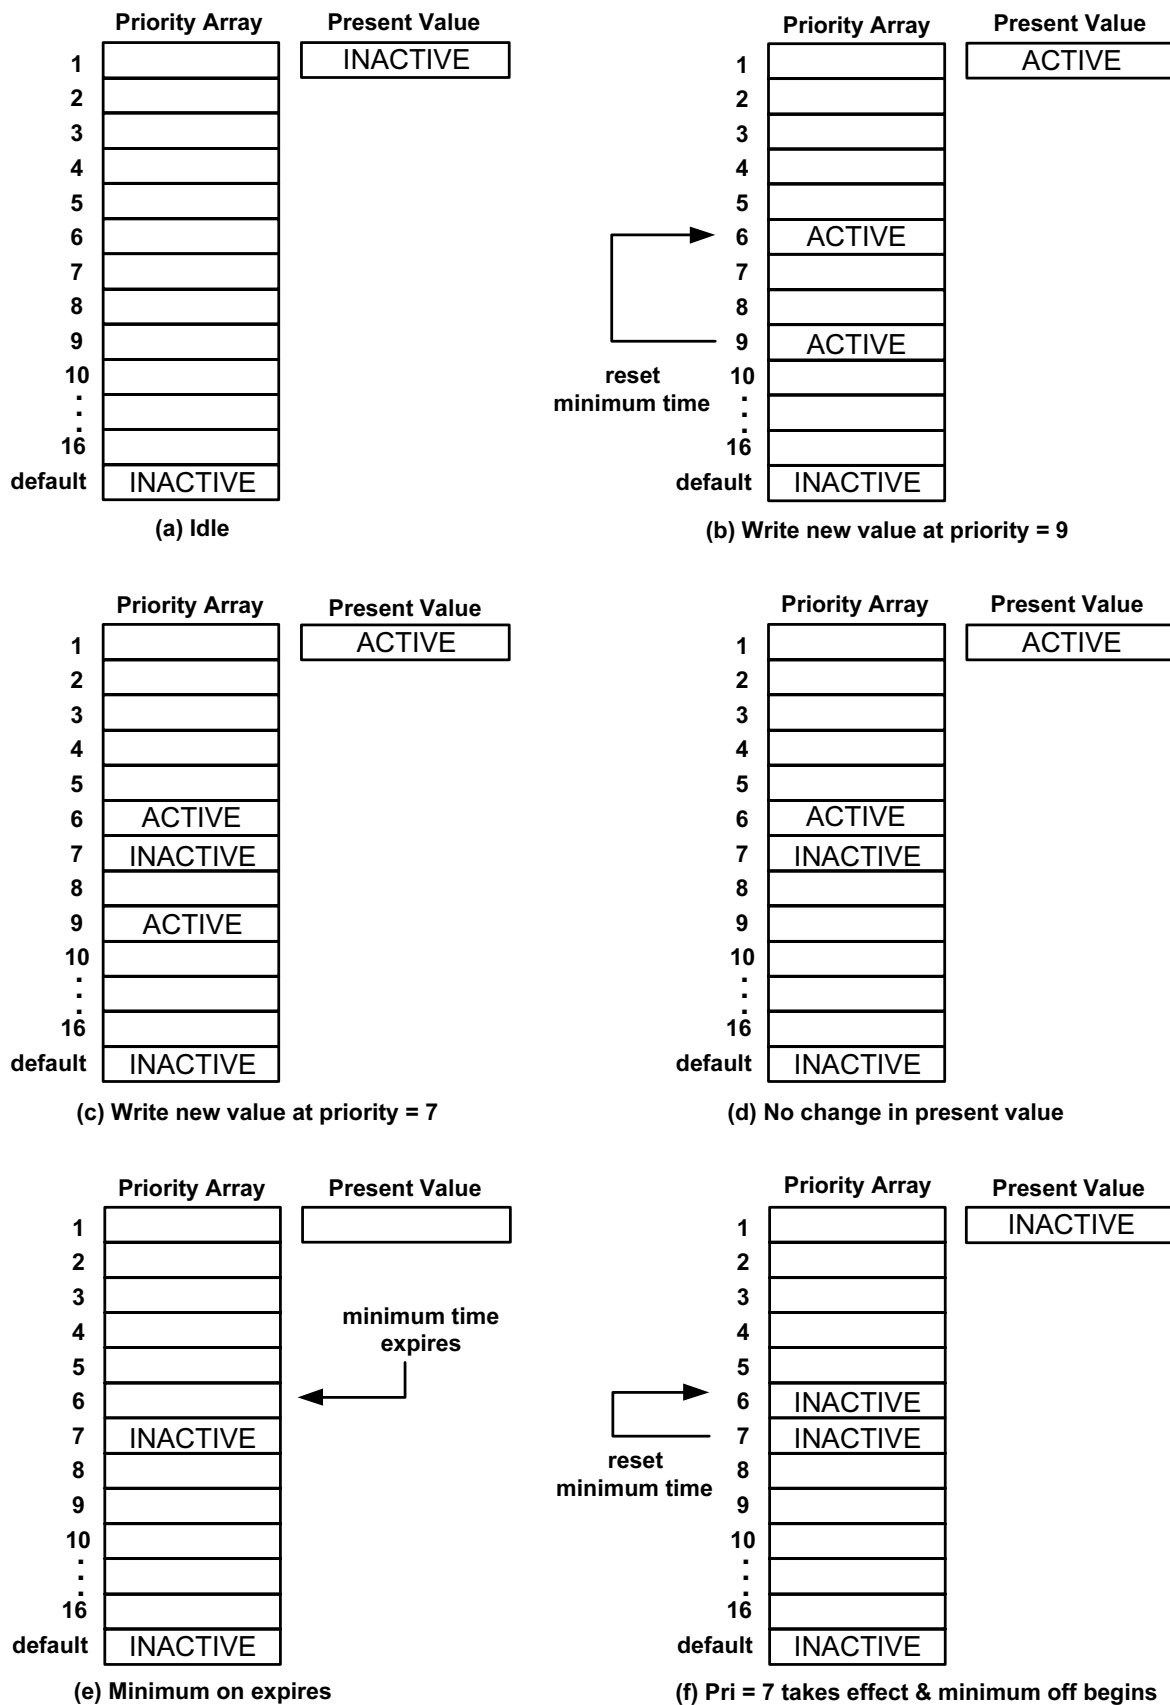 Priority Array Present Value
1 INACTIVE
2
3
4
5
6
7
8
9
10
.
.
.
16
default INACTIVE
(a) Idle
Priority Array Present Value
1 ACTIVE
2
3
4
5
6 ACTIVE
7
8
9 ACTIVE
reset
minimum time
10
.
.
.
16
default INACTIVE
(b) Write new value at priority = 9
Priority Array Present Value
1 ACTIVE
2
3
4
5
6 ACTIVE
7 INACTIVE
8
9 ACTIVE
10
.
.
.
16
default INACTIVE
(c) Write new value at priority = 7
Priority Array Present Value
1 ACTIVE
2
3
4
5
6 ACTIVE
7 INACTIVE
8
9
10
.
.
.
16
default INACTIVE
(d) No change in present value
Priority Array Present Value
1
2
3
4
5
minimum time
expires
6
7 INACTIVE
8
9
10
.
.
.
16
default INACTIVE
(e) Minimum on expires
Priority Array Present Value
1 INACTIVE
2
3
4
5
6 INACTIVE
7 INACTIVE
reset
minimum time
8
9
10
.
.
.
16
default INACTIVE
(f) Pri = 7 takes effect & minimum off begins